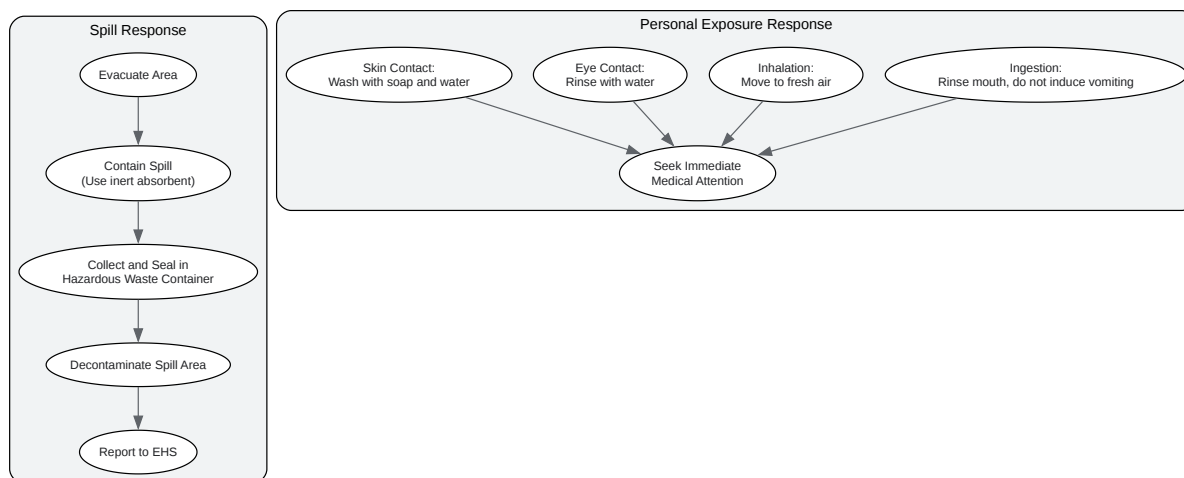 Spill Response
Evacuate Area
Contain Spill
(Use inert absorbent)
Collect and Seal in
Hazardous Waste Container
Decontaminate Spill Area
Report to EHS
Personal Exposure Response
Skin Contact:
Wash with soap and water
Eye Contact:
Rinse with water
Inhalation:
Move to fresh air
Ingestion:
Rinse mouth, do not induce vomiting
Seek Immediate
Medical Attention